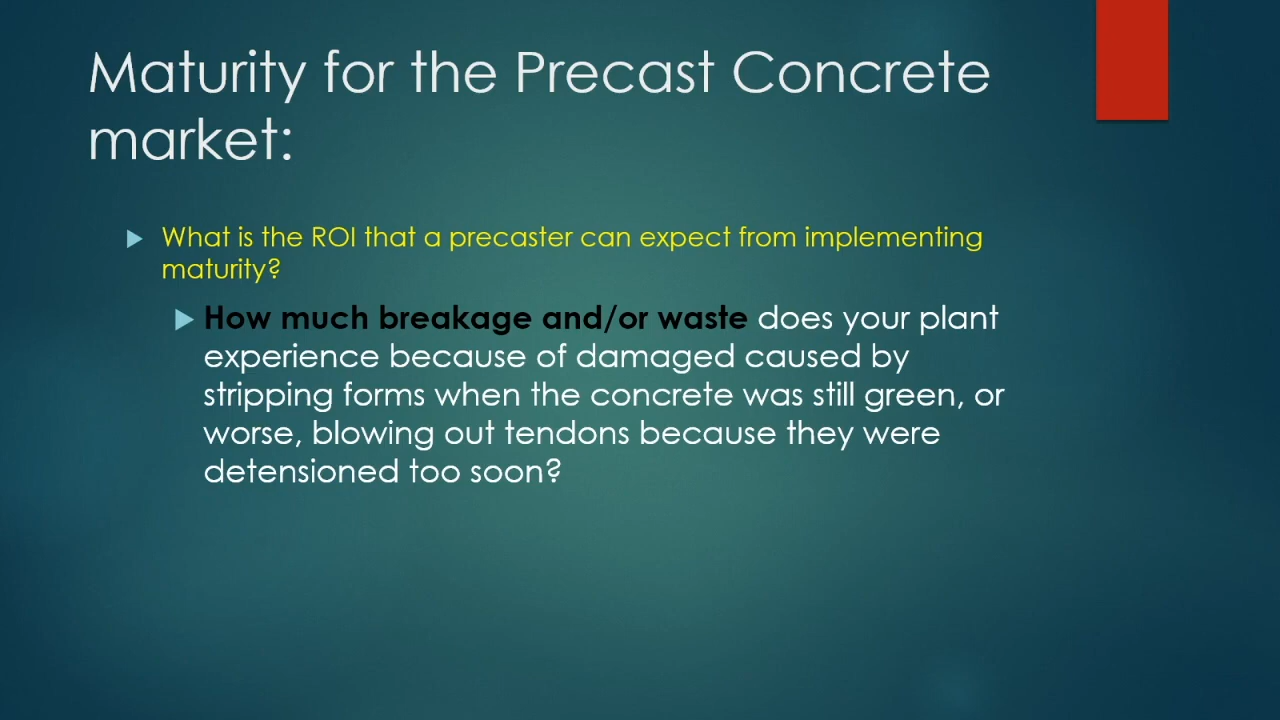 Maturity for the Precast Concrete
market:
What is the ROI that a precaster can expect from implementing
maturity?
How much breakage and/or waste does your plant
experience because of damaged caused by
stripping forms when the concrete was still green, or
worse, blowing out tendons because they were
detensioned too soon?